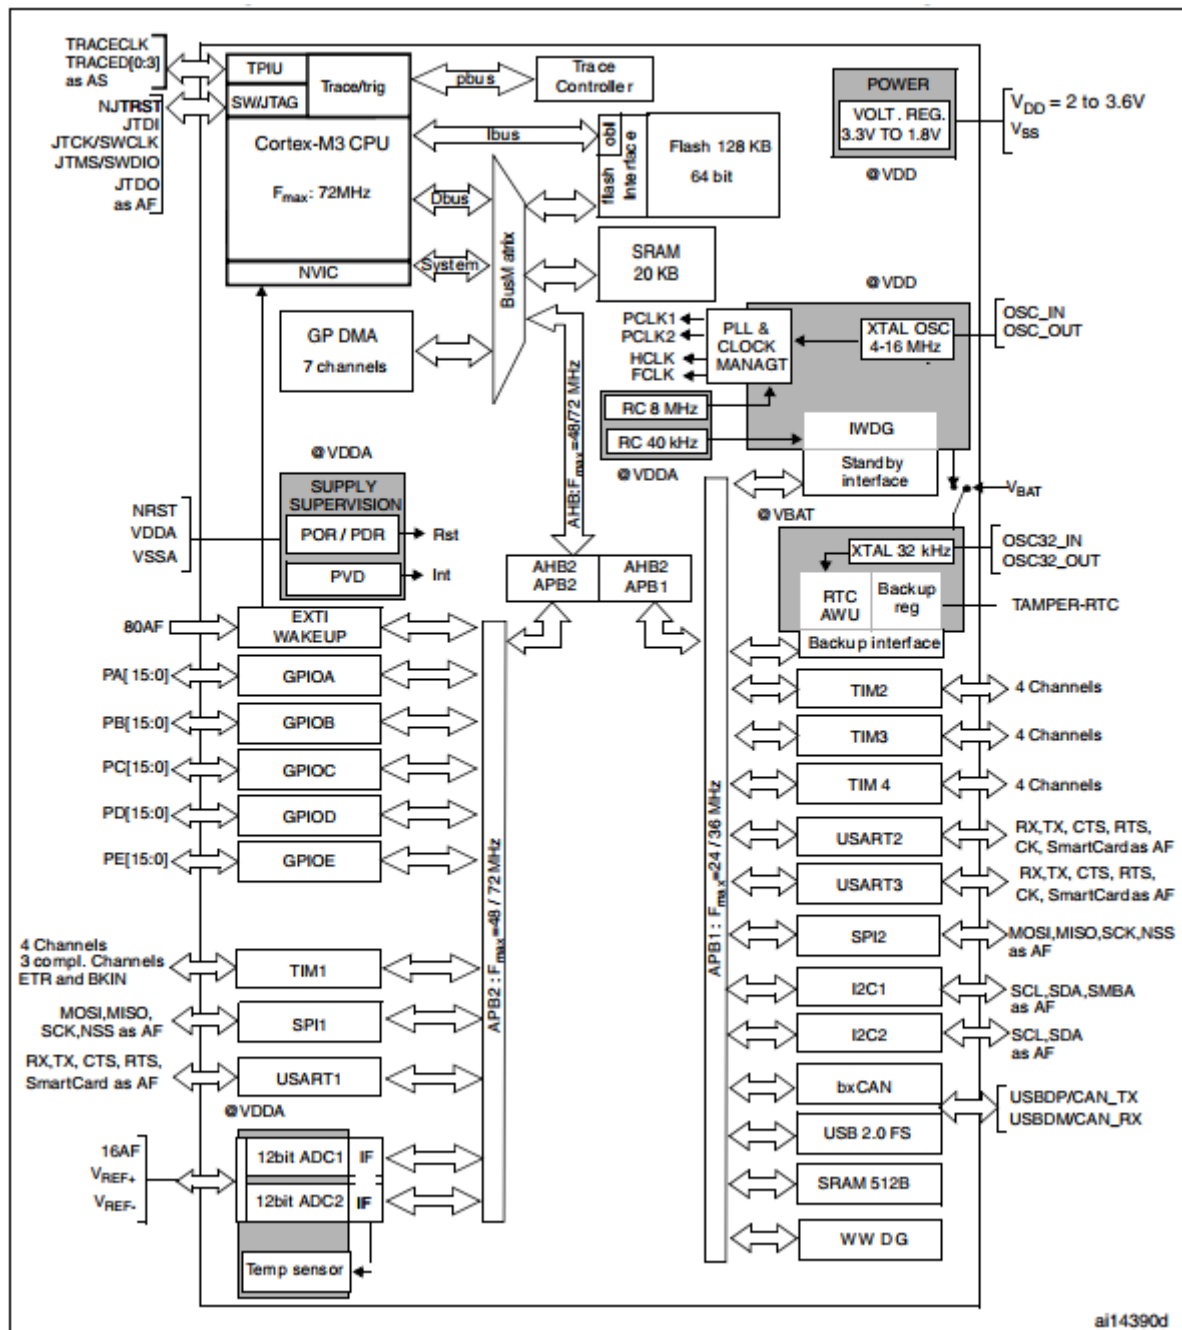 TRACECLK
TRACED[0:3]
as AS
NJTRST
JTDI
JTCK/SWCLK
JTMS/SWDIO
JTDO
as AF
TPIU
SW/JTAG
Trace/trig
Cortex-M3 CPU
Fmax: 72MHz
NVIC
pbus
Trace
Controller
Ibus
Dbus
System
BusMatrix
flash obl
Interface
Flash 128 KB
64 bit
SRAM
20 KB
POWER
VOLT. REG.
3.3V TO 1.8V
@VDD
VDD = 2 to 3.6V
VSS
GP DMA
7 channels
AHB:Fmax=48/72 MHz
@VDD
PCLK1
PCLK2
HCLK
FCLK
PLL &
CLOCK
MANAGT
XTAL OSC
4-16 MHz
OSC_IN
OSC_OUT
RC 8 MHz
RC 40 kHz
@VDDA
IWDG
Standby
interface
VBAT
@VBAT
XTAL 32 kHz
OSC32_IN
OSC32_OUT
RTC
AWU
Backup
reg
TAMPER-RTC
Backup interface
@VDDA
SUPPLY
SUPERVISION
NRST
VDDA
VSSA
POR / PDR
Rst
PVD
Int
AHB2
APB2
AHB2
APB1
80AF
EXTI
WAKEUP
PA[ 15:0]
GPIOA
PB[15:0]
GPIOB
PC[15:0]
GPIOC
PD[15:0]
GPIOD
PE[15:0]
GPIOE
4 Channels
3 compl. Channels
ETR and BKIN
TIM1
MOSI,MISO,
SCK,NSS as AF
SPI1
RX,TX, CTS, RTS,
SmartCard as AF
USART1
@VDDA
16AF
VREF+
VREF-
12bit ADC1 IF
12bit ADC2 IF
Temp sensor
APB2 : Fmax=48 / 72 MHz
APB1 : Fmax=24 / 36 MHz
TIM2
4 Channels
TIM3
4 Channels
TIM 4
4 Channels
USART2
RX,TX, CTS, RTS,
CK, SmartCard as AF
USART3
RX,TX, CTS, RTS,
CK, SmartCard as AF
SPI2
MOSI,MISO,SCK,NSS
as AF
I2C1
SCL,SDA,SMBA
as AF
I2C2
SCL,SDA
as AF
bxCAN
USBDP/CAN_TX
USBDM/CAN_RX
USB 2.0 FS
SRAM 512B
WW DG
ai14390d